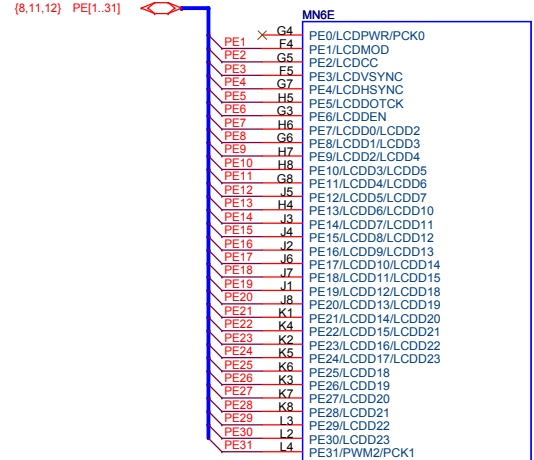 {8,11,12} PE[1..31]
MN6E
G4 PE0/LCDPWR/PCK0
PE1 F4 PE1/LCDMOD
PE2 G5 PE2/LCDCC
PE3 F5 PE3/LCDVSYNC
PE4 G7 PE4/LCDHSYNC
PE5 H5 PE5/LCDDOTCK
PE6 G3 PE6/LCDDEN
PE7 H6 PE7/LCDD0/LCDD2
PE8 G6 PE8/LCDD1/LCDD3
PE9 H7 PE9/LCDD2/LCDD4
PE10 H8 PE10/LCDD3/LCDD5
PE11 G8 PE11/LCDD4/LCDD6
PE12 J5 PE12/LCDD5/LCDD7
PE13 H4 PE13/LCDD6/LCDD10
PE14 J3 PE14/LCDD7/LCDD11
PE15 J4 PE15/LCDD8/LCDD12
PE16 J2 PE16/LCDD9/LCDD13
PE17 J6 PE17/LCDD10/LCDD14
PE18 J7 PE18/LCDD11/LCDD15
PE19 J1 PE19/LCDD12/LCDD18
PE20 J8 PE20/LCDD13/LCDD19
PE21 K1 PE21/LCDD14/LCDD20
PE22 K4 PE22/LCDD15/LCDD21
PE23 K2 PE23/LCDD16/LCDD22
PE24 K5 PE24/LCDD17/LCDD23
PE25 K6 PE25/LCDD18
PE26 K3 PE26/LCDD19
PE27 K7 PE27/LCDD20
PE28 K8 PE28/LCDD21
PE29 L3 PE29/LCDD22
PE30 L2 PE30/LCDD23
PE31 L4 PE31/PWM2/PCK1